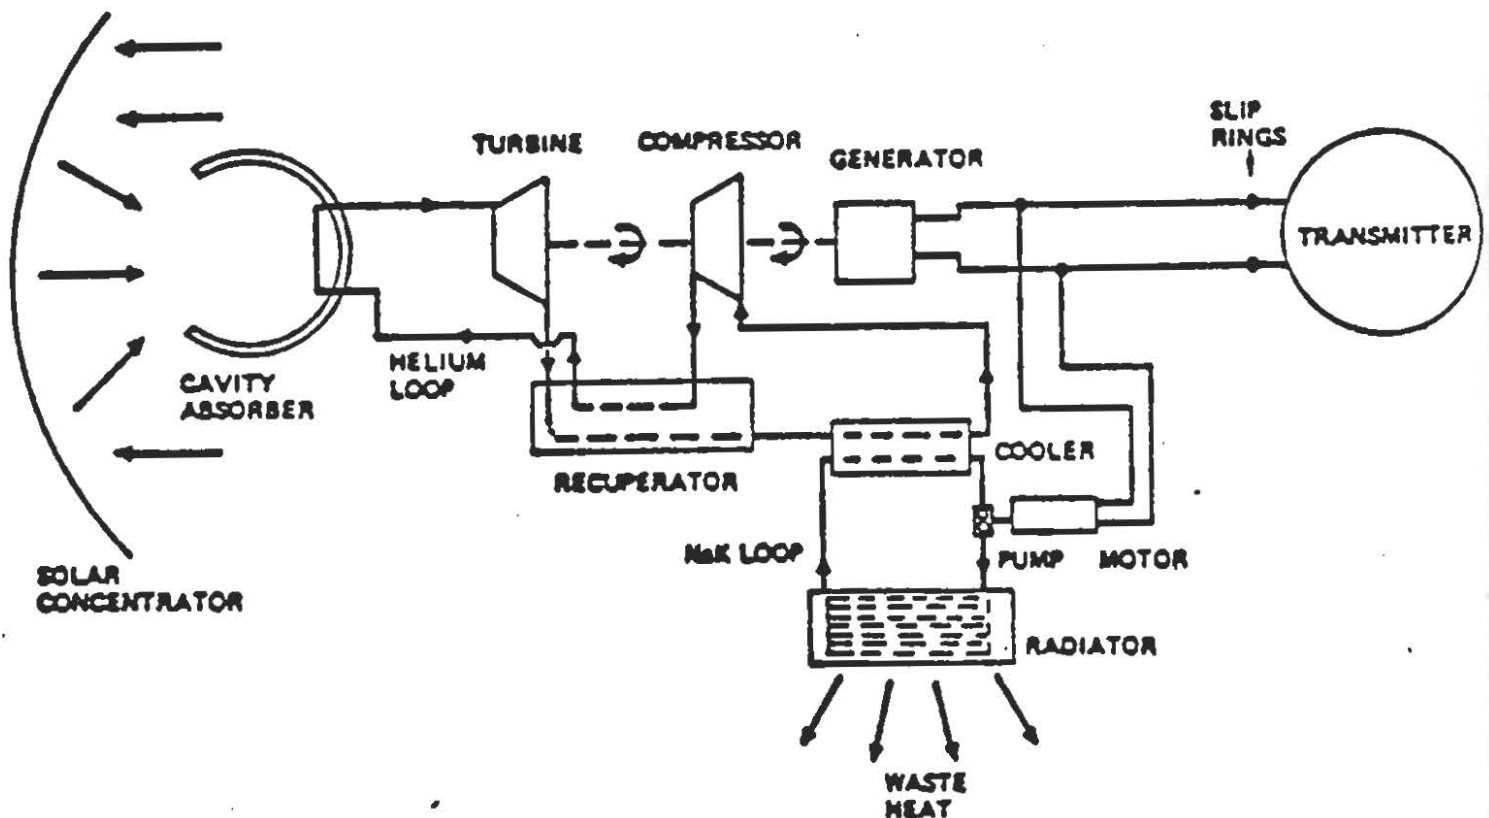 SLIP
RINGS
TURBINE
COMPRESSOR
GENERATOR
TRANSMITTER
HELIUM
LOOP
CAVITY
ABSORBER
COOLER
RECUPERATOR
NaK LOOP
PUMP
MOTOR
SOLAR
CONCENTRATOR
RADIATOR
WASTE
HEAT